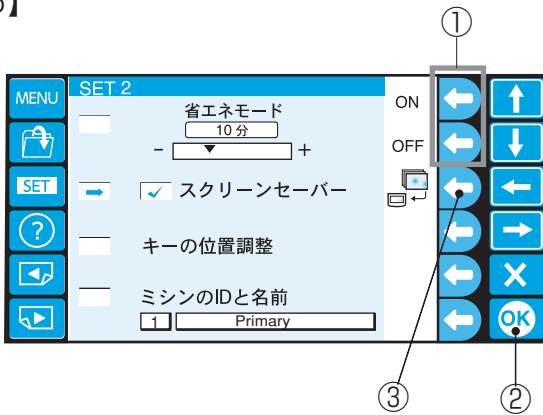 】
①
MENU
SET 2
省エネモード
10 分
- +
ON
OFF
SET
スクリーンセーバー
?
キーの位置調整
ミシンのIDと名前
1 Primary
OK
③ ②